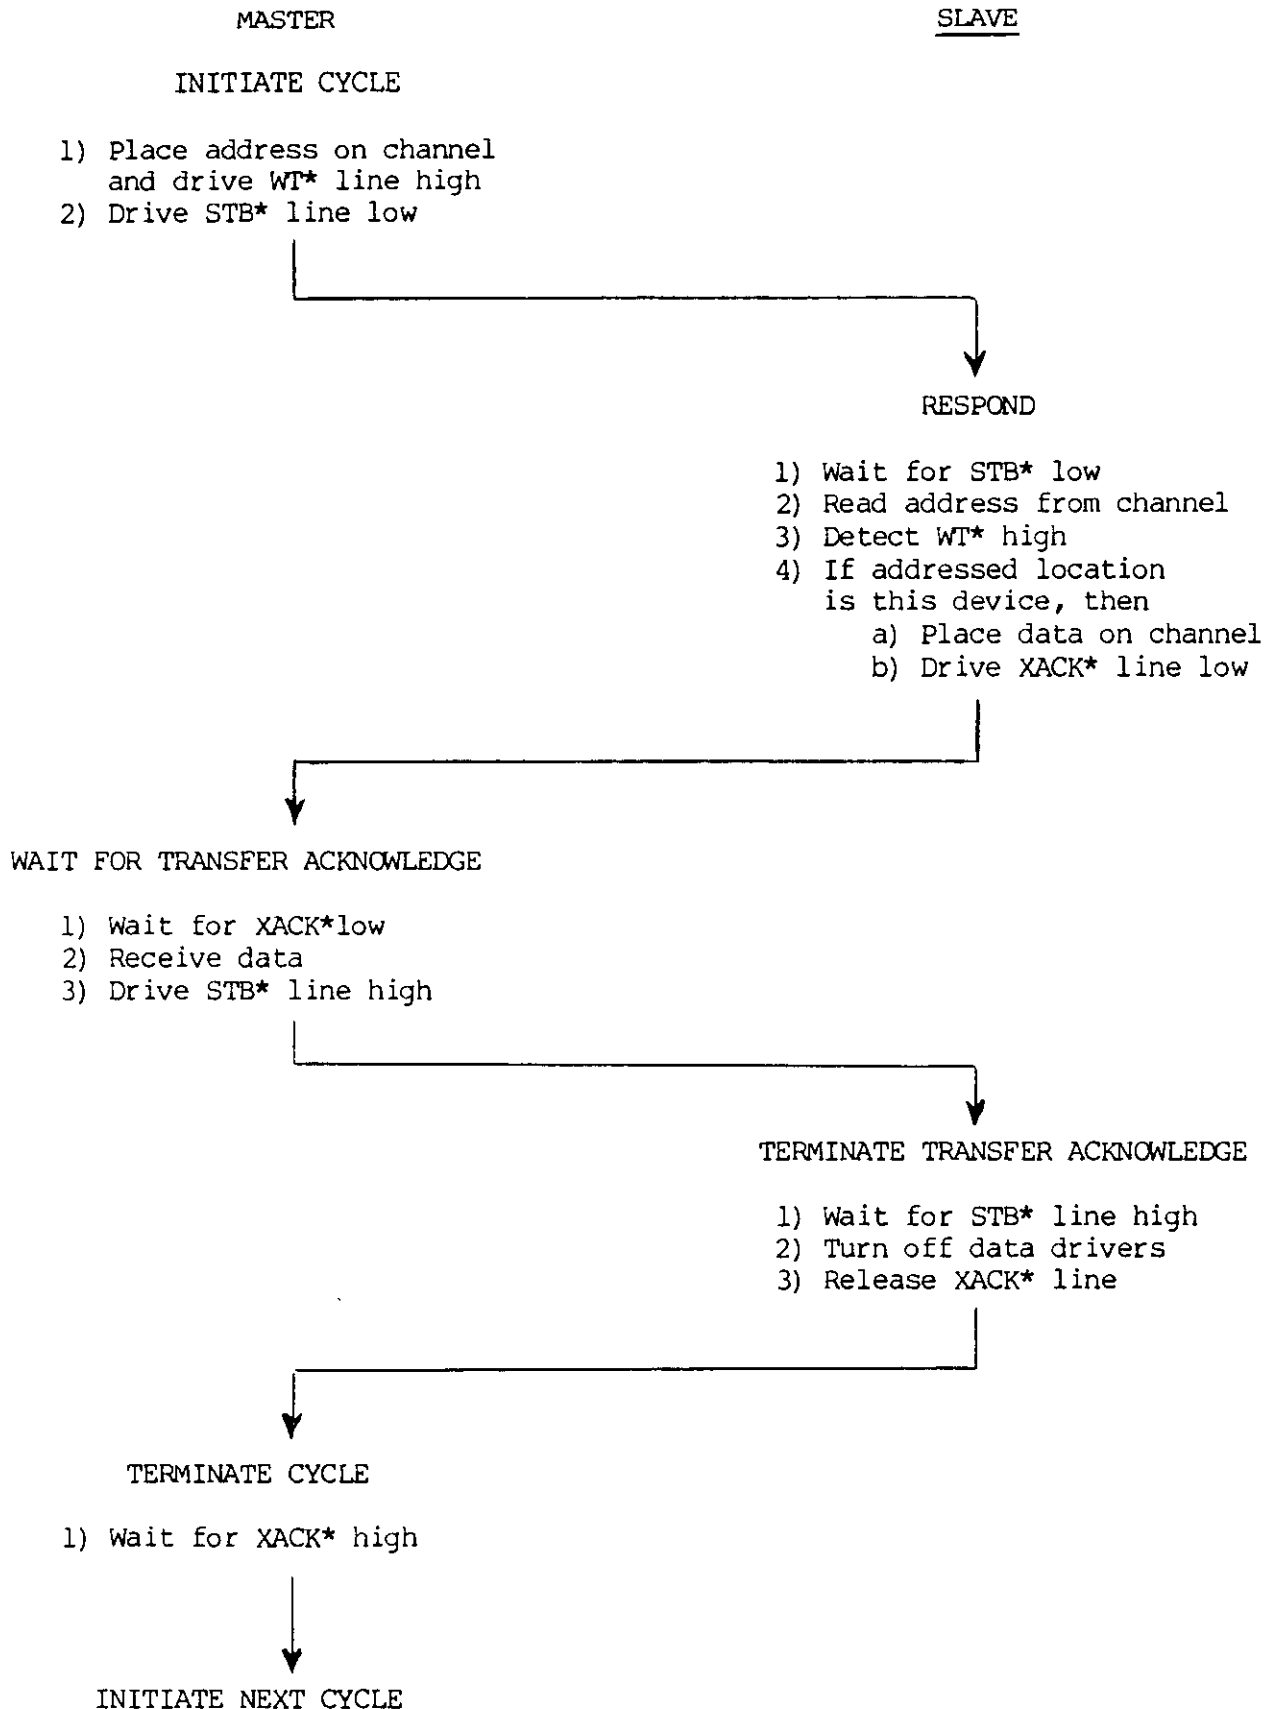 MASTER
SLAVE
INITIATE CYCLE
1) Place address on channel
and drive WT* line high
2) Drive STB* line low
RESPOND
1) Wait for STB* low
2) Read address from channel
3) Detect WT* high
4) If addressed location
is this device, then
a) Place data on channel
b) Drive XACK* line low
WAIT FOR TRANSFER ACKNOWLEDGE
1) Wait for XACK*low
2) Receive data
3) Drive STB* line high
TERMINATE TRANSFER ACKNOWLEDGE
1) Wait for STB* line high
2) Turn off data drivers
3) Release XACK* line
TERMINATE CYCLE
1) Wait for XACK* high
INITIATE NEXT CYCLE